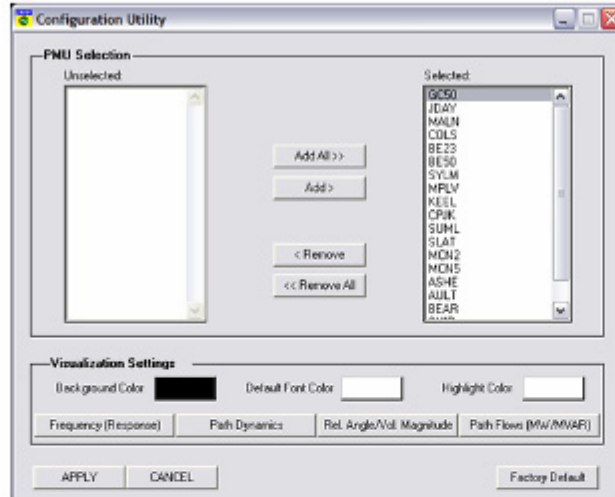 Configuration Utility
PMU Selection
Unselected:
Selected:
GC50
JDAY
MALN
COLS
BE23
BE50
SYLM
MPLV
KEEL
CPJK
SUML
SLAT
MCN2
MCN5
ASHE
AULT
BEAR
Add All >>
Add >
< Remove
<< Remove All
Visualization Settings
Background Color
Default Font Color
Highlight Color
Frequency (Response)
Path Dynamics
Rel. Angle/Vol. Magnitude
Path Flows (MW/MVAR)
APPLY
CANCEL
Factory Default